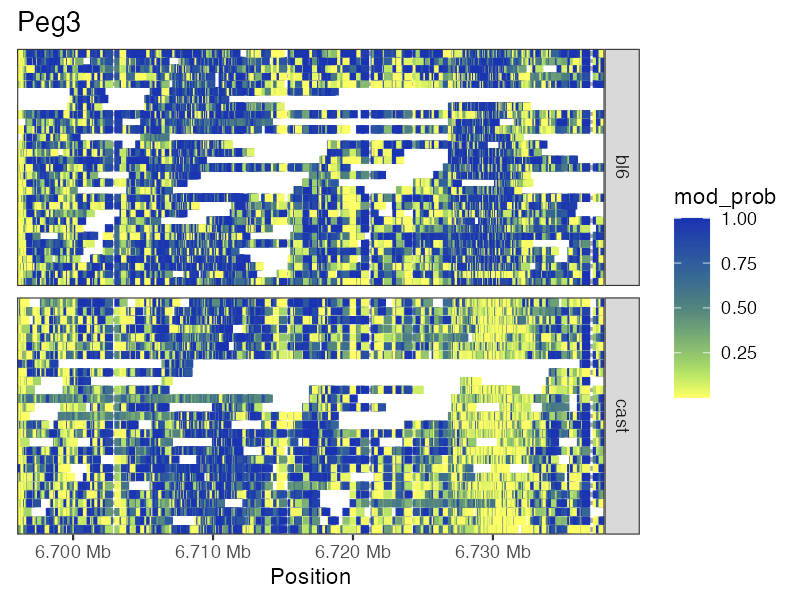 Peg3
bl6
cast
mod_prob
1.00
0.75
0.50
0.25
6.700 Mb
6.710 Mb
6.720 Mb
6.730 Mb
Position